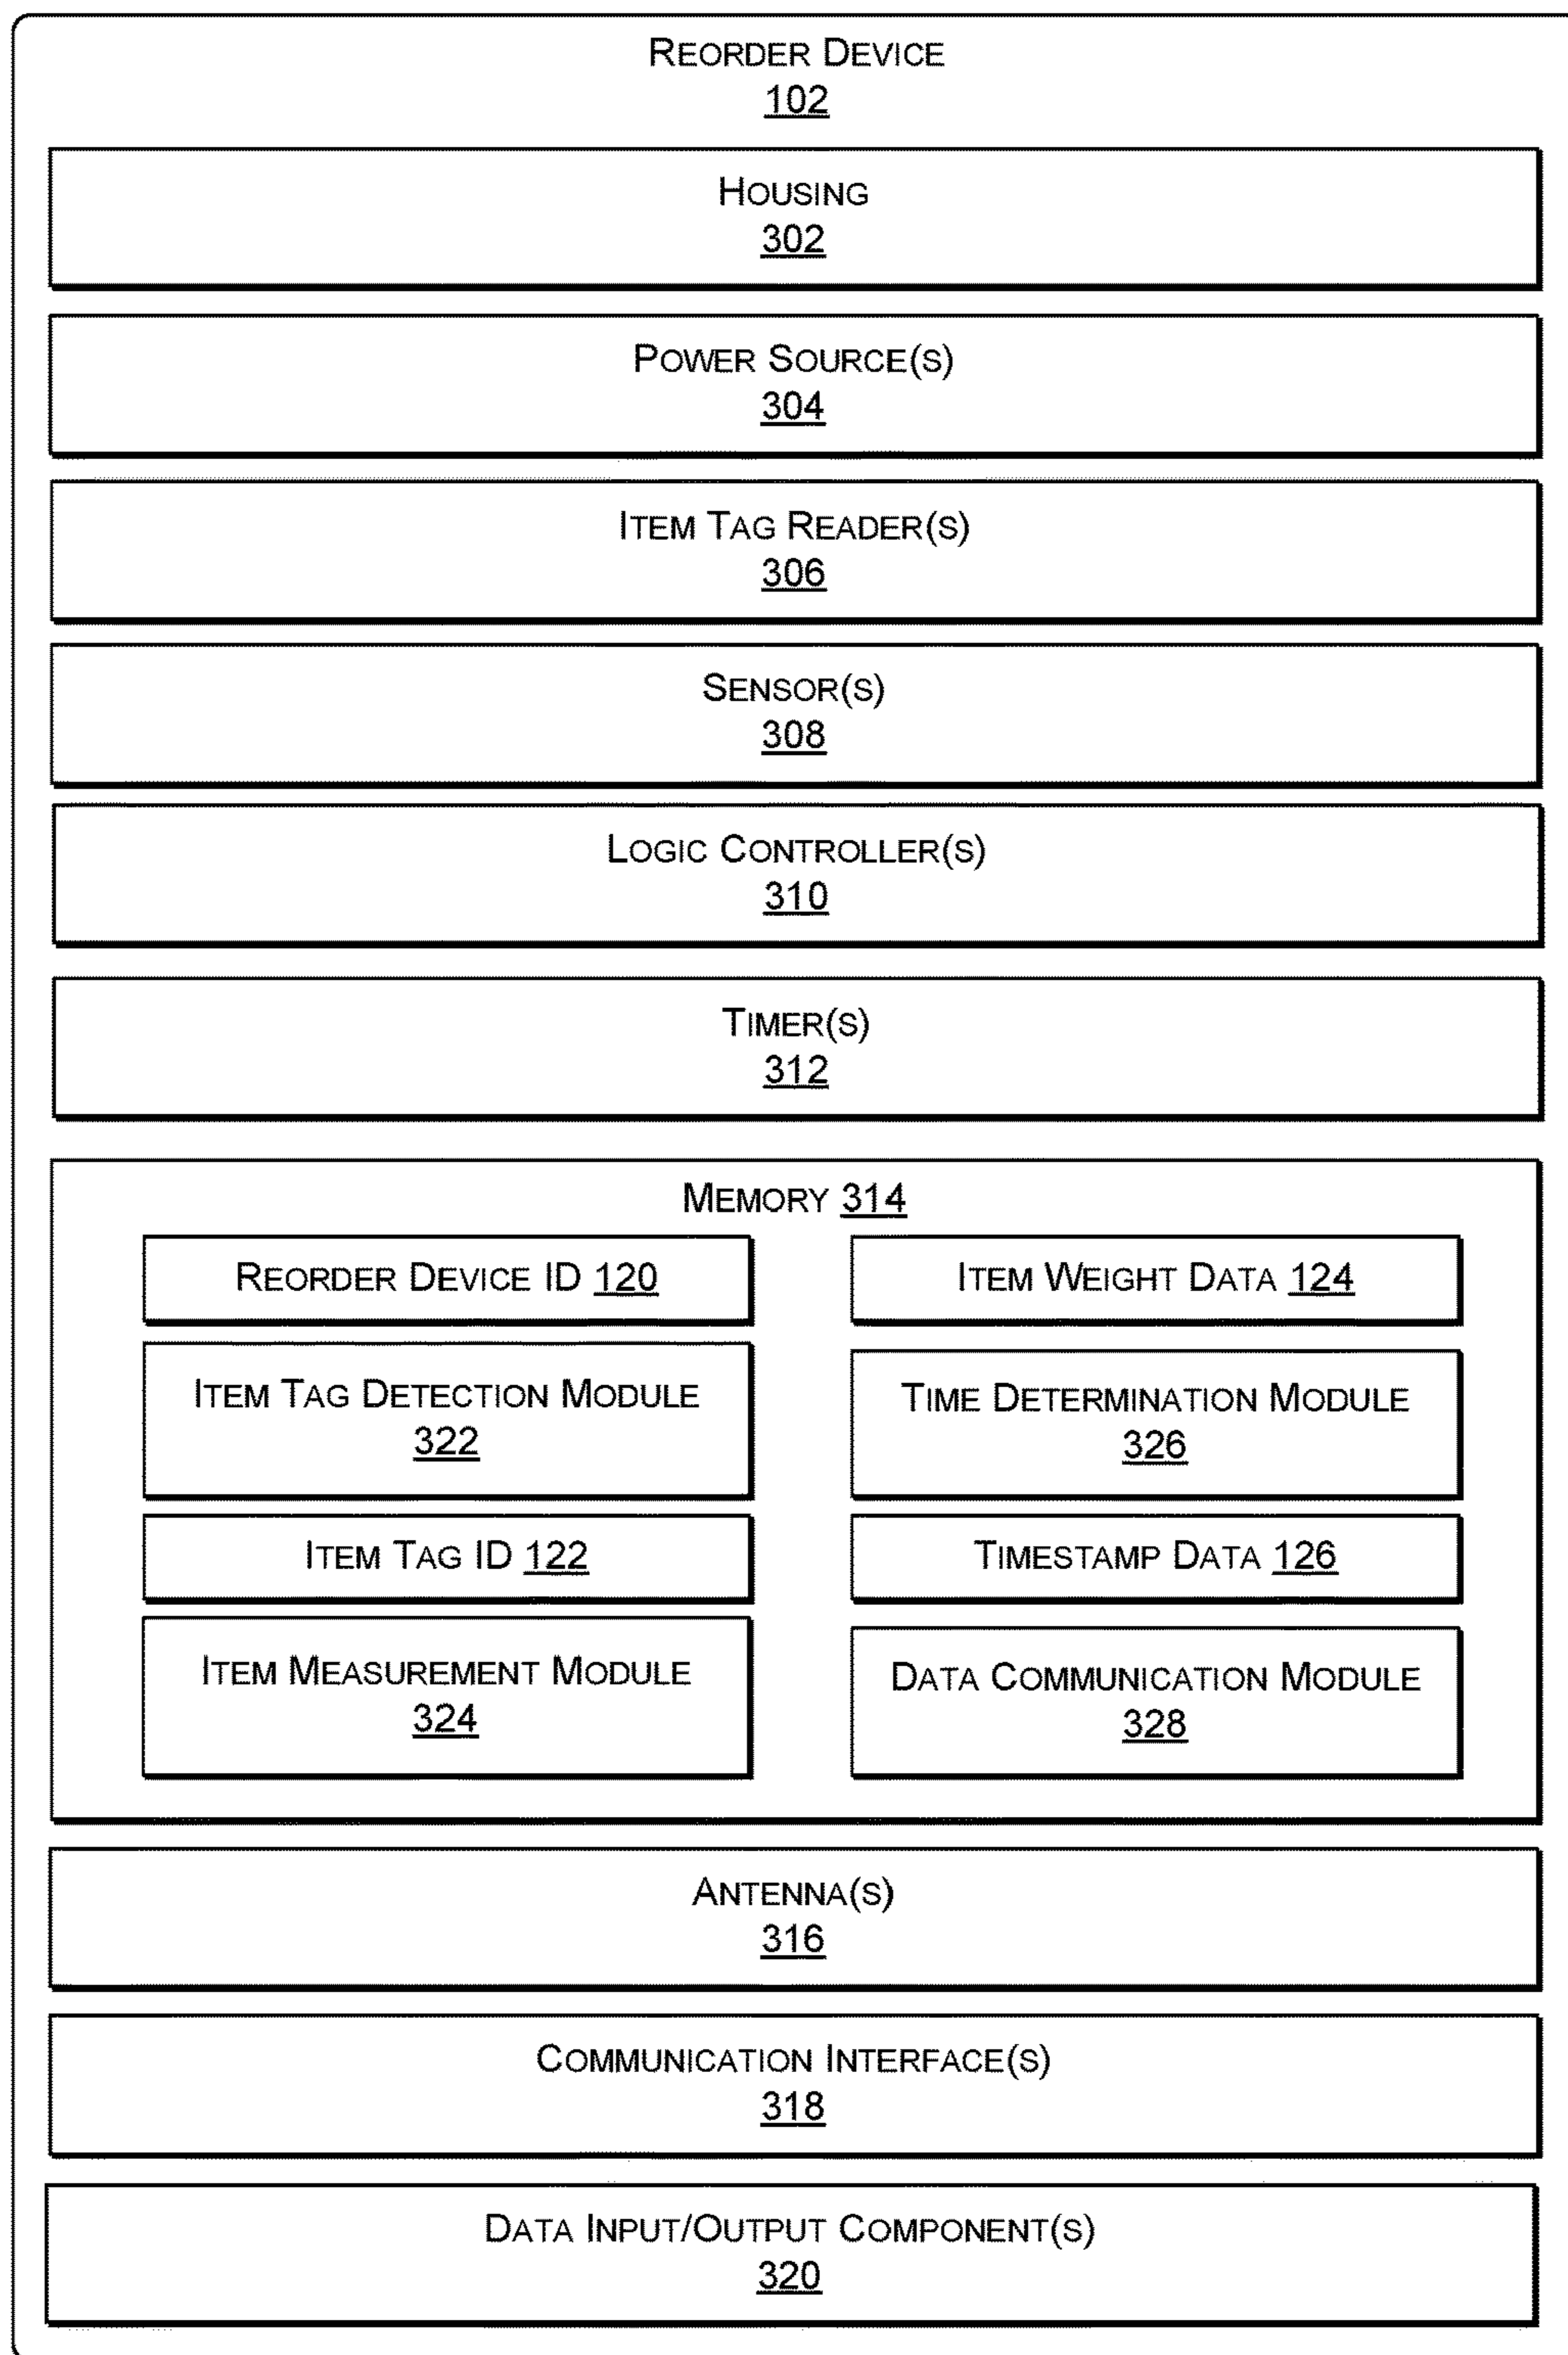 REORDER DEVICE
102
HOUSING
302
POWER SOURCE(S)
304
ITEM TAG READER(S)
306
SENSOR(S)
308
LOGIC CONTROLLER(S)
310
TIMER(S)
312
MEMORY 314
REORDER DEVICE ID 120
ITEM TAG DETECTION MODULE
322
ITEM TAG ID 122
ITEM MEASUREMENT MODULE
324
ITEM WEIGHT DATA 124
TIME DETERMINATION MODULE
326
TIMESTAMP DATA 126
DATA COMMUNICATION MODULE
328
ANTENNA(S)
316
COMMUNICATION INTERFACE(S)
318
DATA INPUT/OUTPUT COMPONENT(S)
320